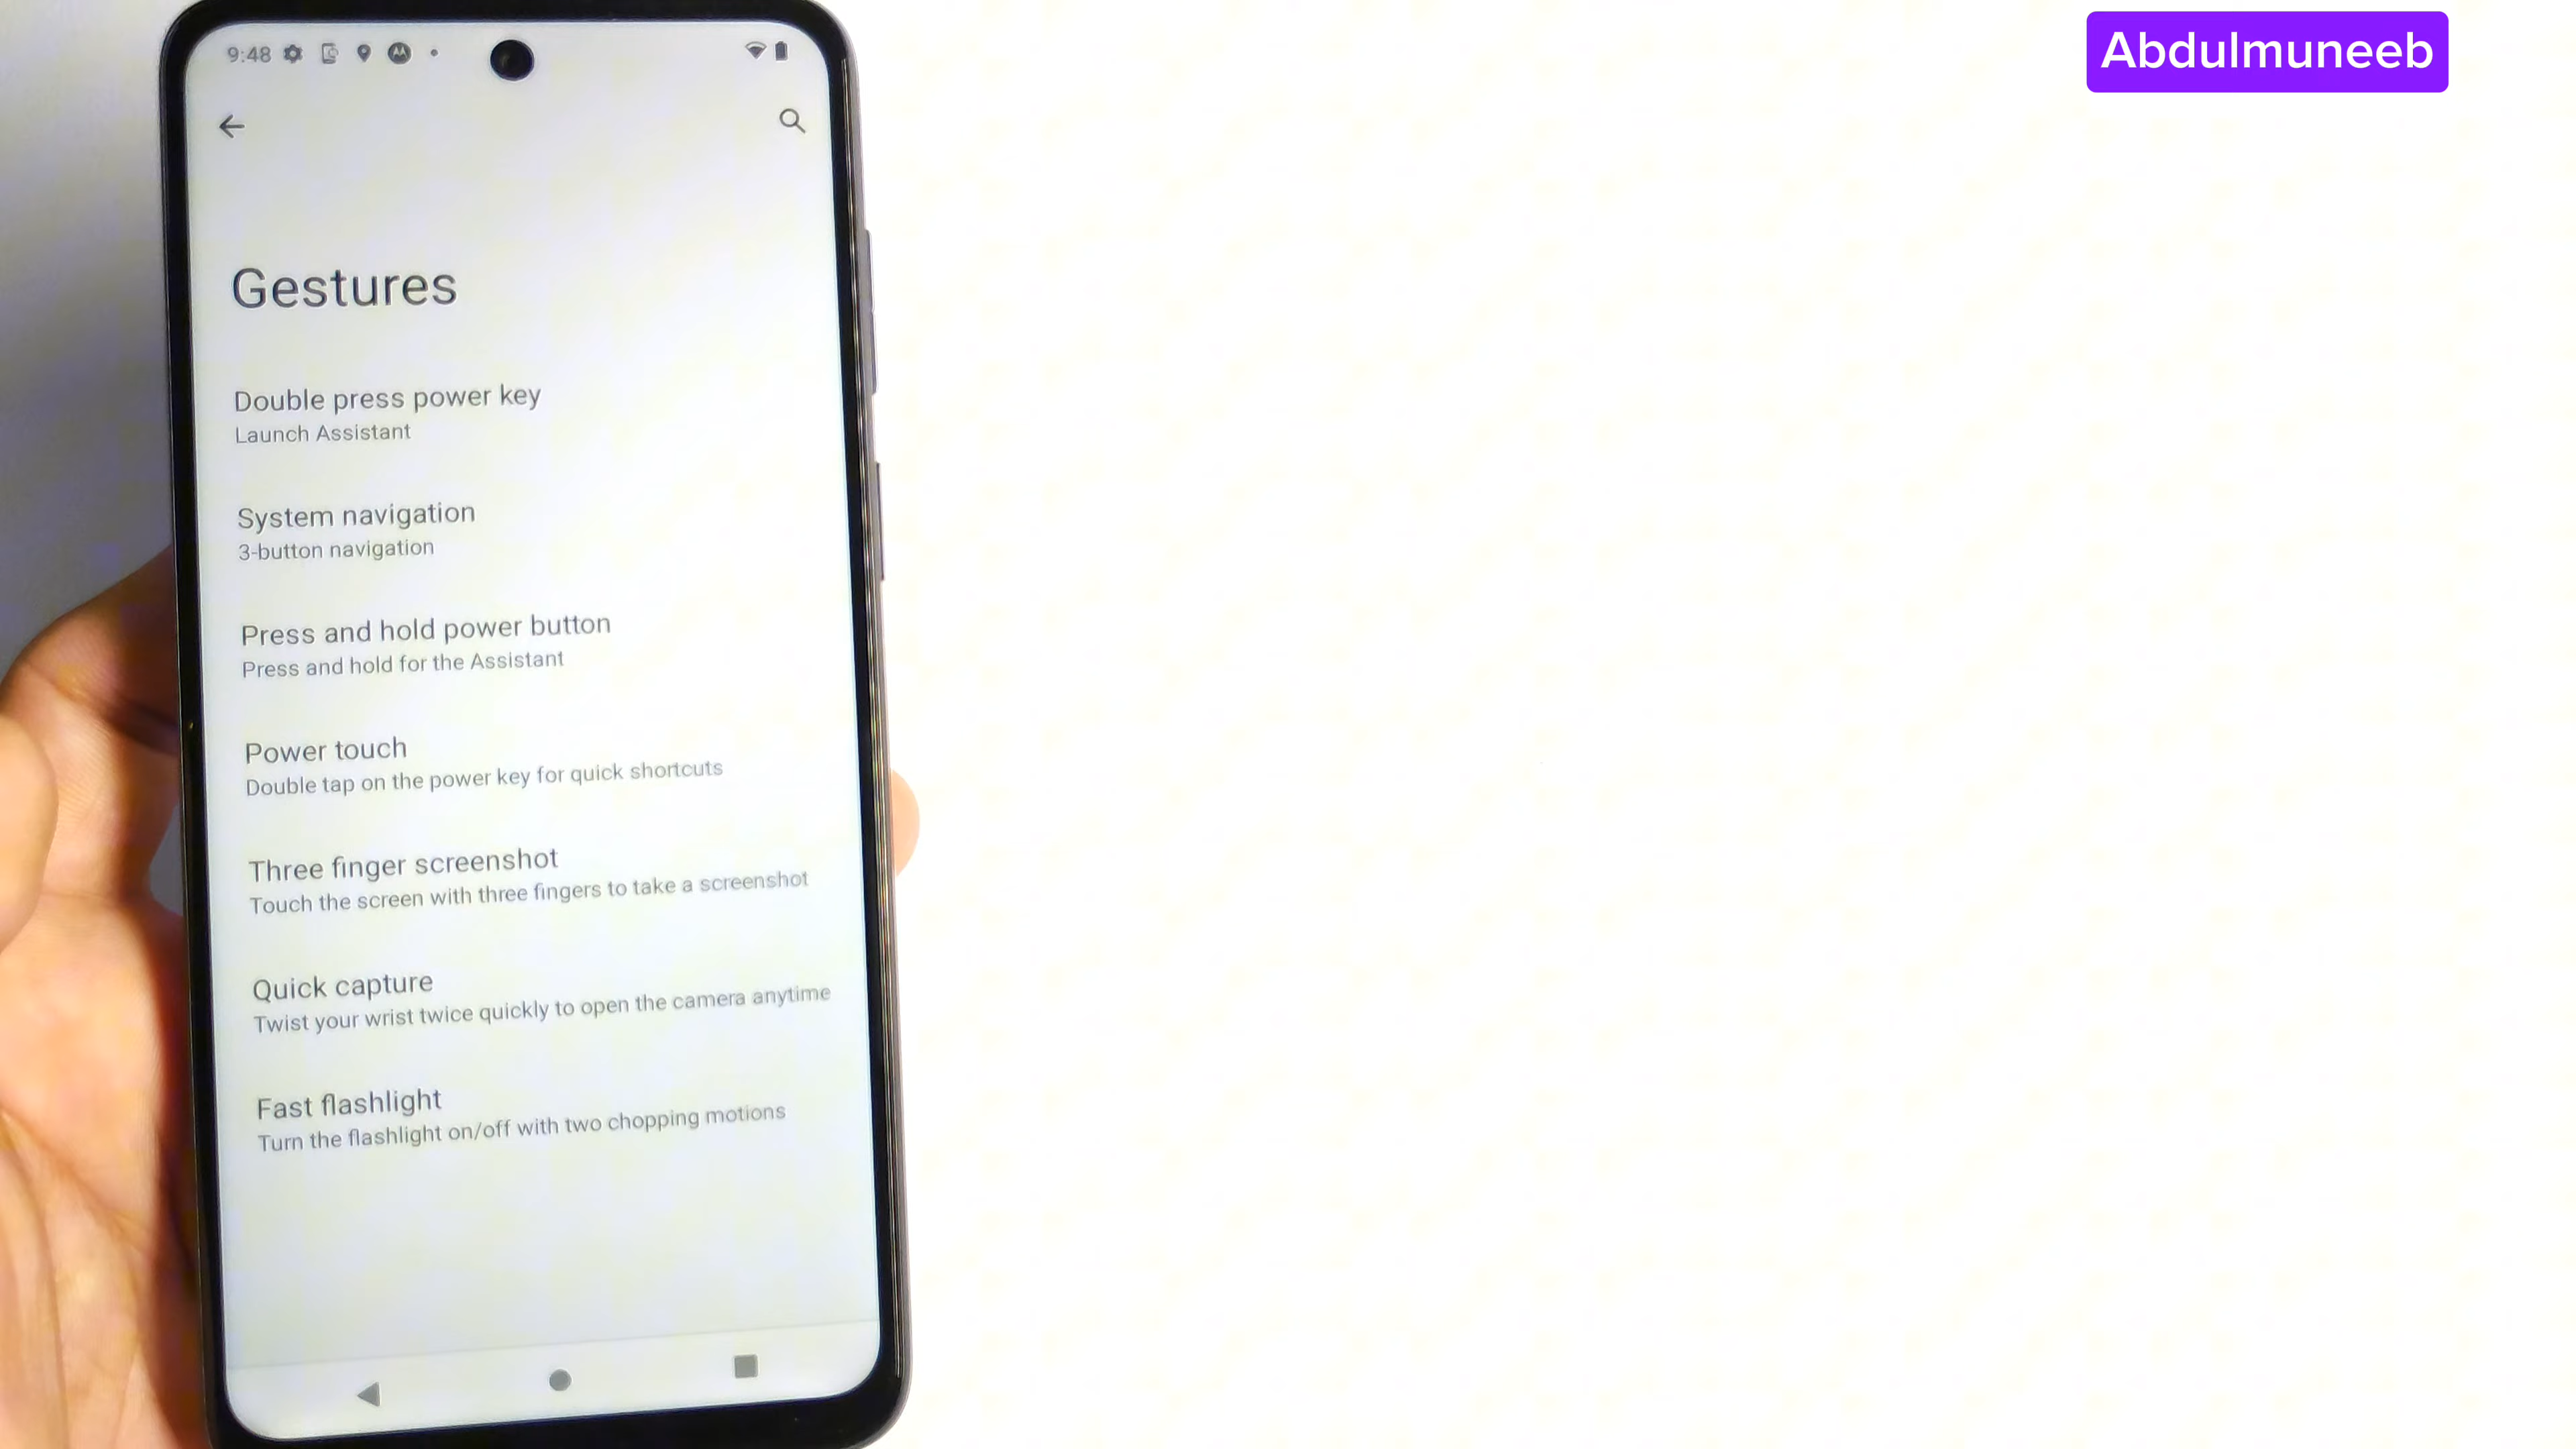 Abdulmuneeb
9:48
Gestures
Double press power key
Launch Assistant
System navigation
3-button navigation
Press and hold power button
Press and hold for the Assistant
Power touch
Double tap on the power key for quick shortcuts
Three finger screenshot
Touch the screen with three fingers to take a screenshot
Quick capture
Twist your wrist twice quickly to open the camera anytime
Fast flashlight
Turn the flashlight on/off with two chopping motions